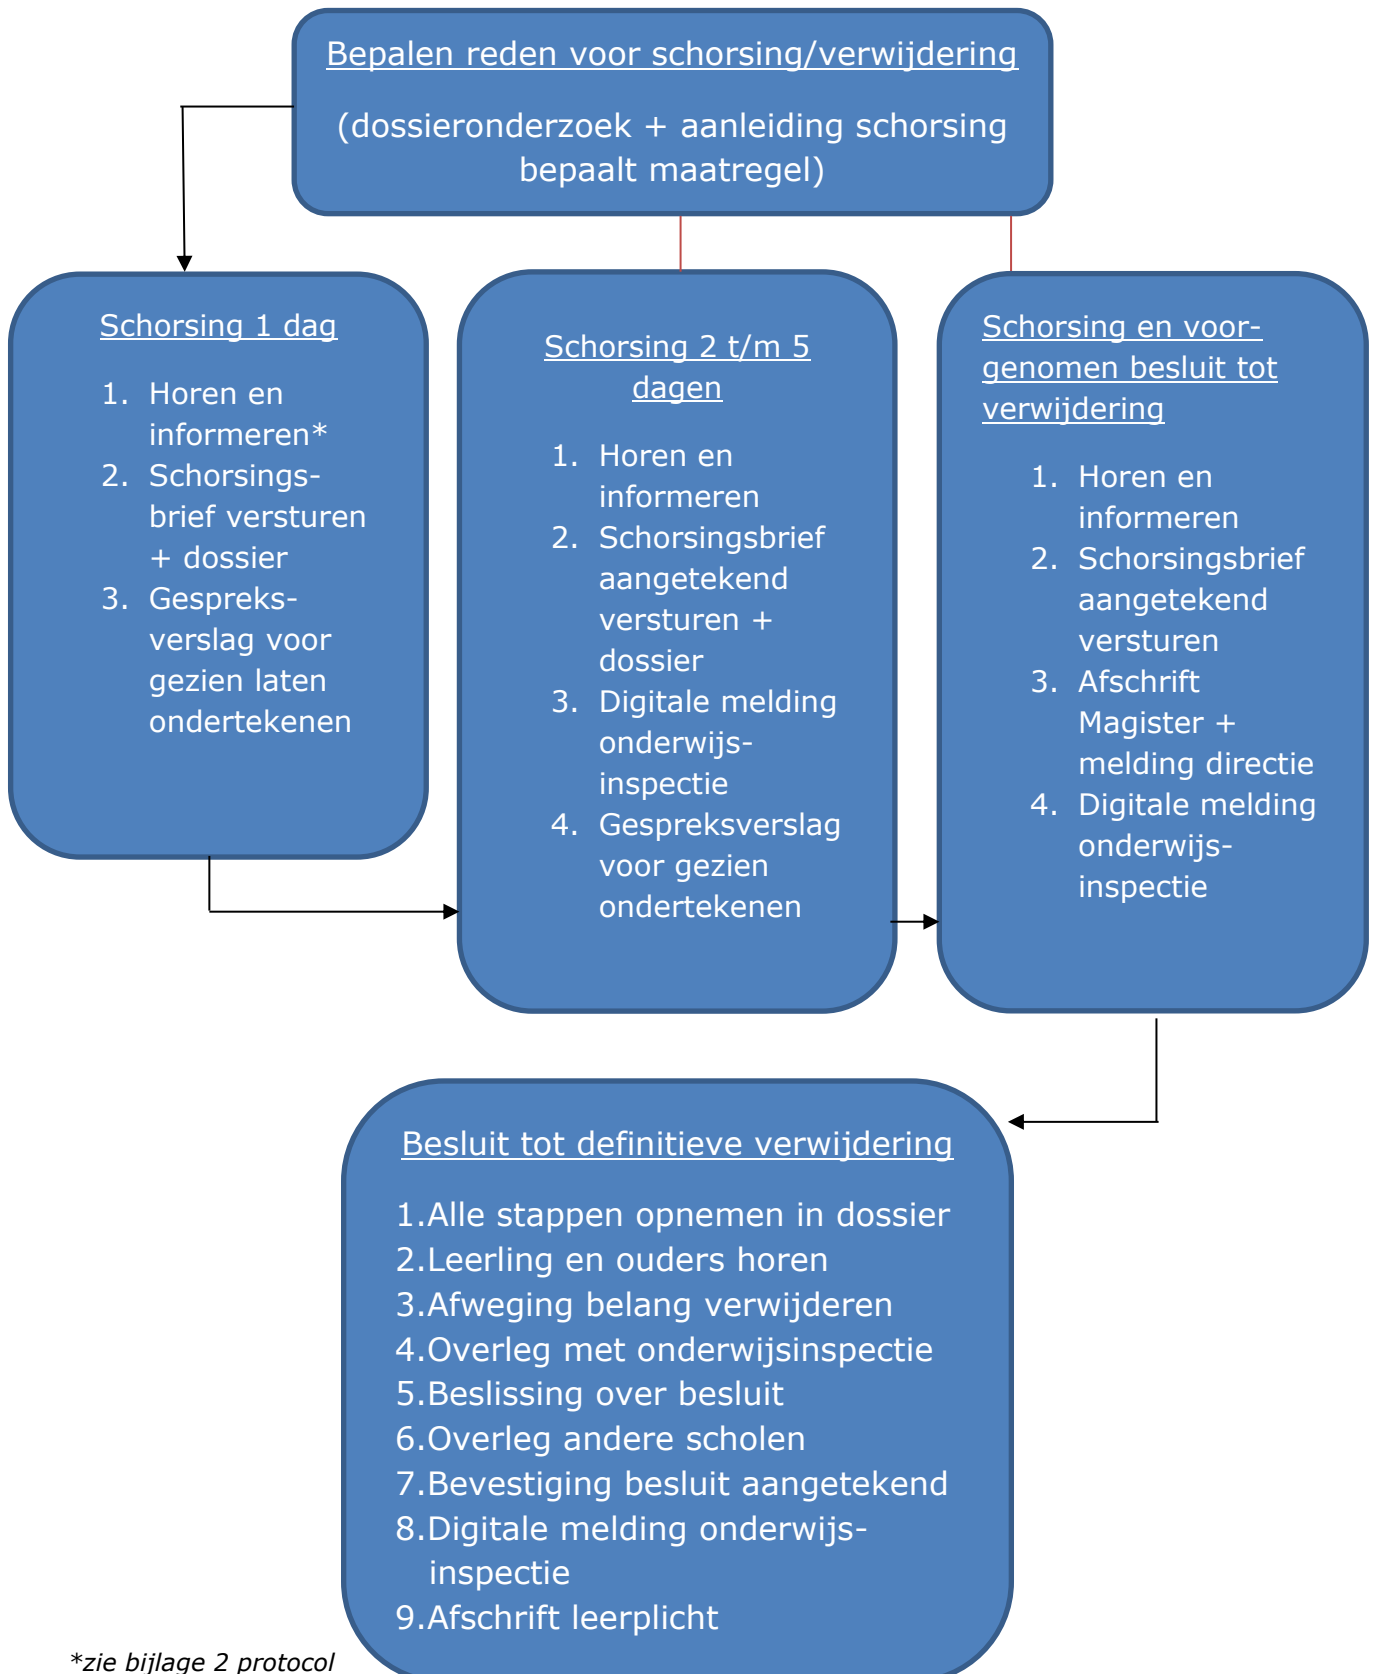 Bepalen reden voor schorsing/verwijdering
(dossieronderzoek + aanleiding schorsing
bepaalt maatregel)
Schorsing 1 dag
1. Horen en
informeren*
2. Schorsings-
brief versturen
+ dossier
3. Gespreks-
verslag voor
gezien laten
ondertekenen
Schorsing 2 t/m 5
dagen
1. Horen en
informeren
2. Schorsingsbrief
aangetekend
versturen +
dossier
3. Digitale melding
onderwijs-
inspectie
4. Gespreksverslag
voor gezien
ondertekenen
Schorsing en voor-
genomen besluit tot
verwijdering
1. Horen en
informeren
2. Schorsingsbrief
aangetekend
versturen
3. Afschrift
Magister +
melding directie
4. Digitale melding
onderwijs-
inspectie
Besluit tot definitieve verwijdering
1.Alle stappen opnemen in dossier
2.Leerling en ouders horen
3.Afweging belang verwijderen
4.Overleg met onderwijsinspectie
5.Beslissing over besluit
6.Overleg andere scholen
7.Bevestiging besluit aangetekend
8.Digitale melding onderwijs-
inspectie
9.Afschrift leerplicht
*zie bijlage 2 protocol